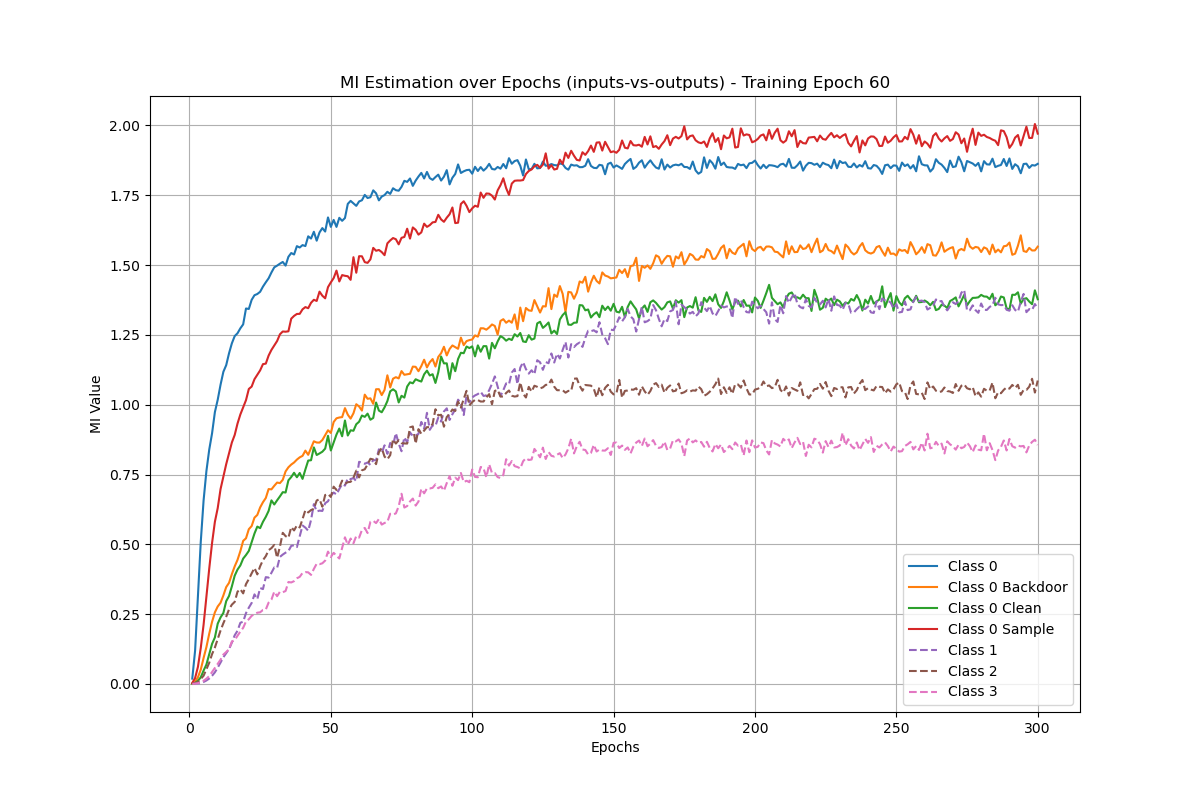 MI Estimation over Epochs (inputs-vs-outputs) - Training Epoch 60
MI Value
2.00
1.75
1.50
1.25
1.00
0.75
0.50
0.25
0.00
0 50 100 150 200 250 300
Epochs
Class 0
Class 0 Backdoor
Class 0 Clean
Class 0 Sample
Class 1
Class 2
Class 3